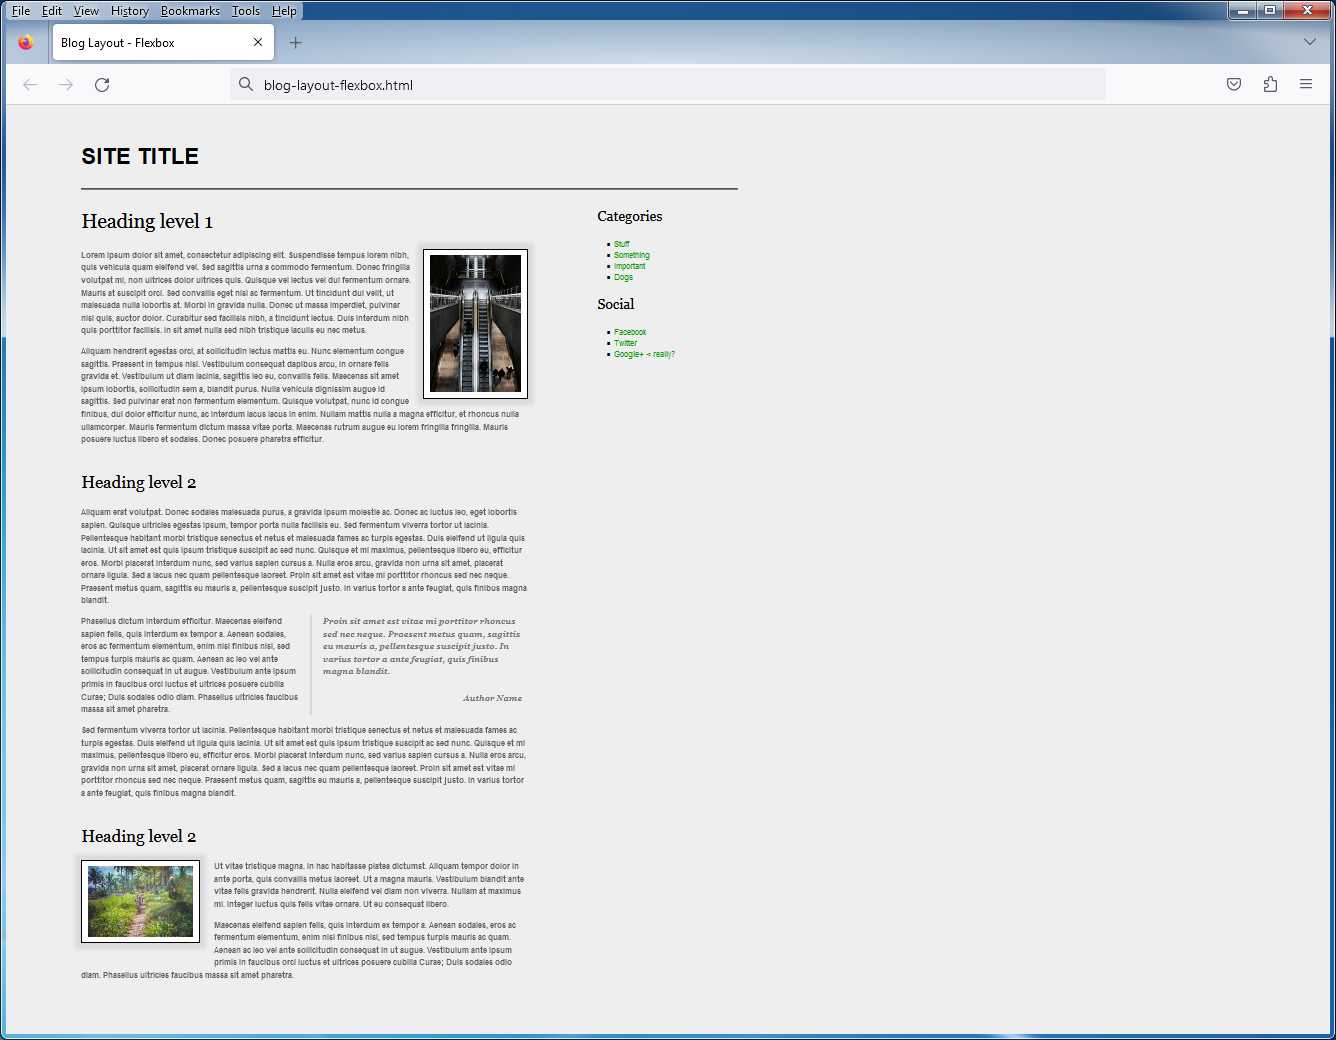 File Edit View History Bookmarks Tools Help
Blog Layout - Flexbox
blog-layout-flexbox.html
SITE TITLE
Heading level 1
Lorem ipsum dolor sit amet, consectetur adipiscing elit. Suspendisse tempus lorem nibh,
quis vehicula quam eleifend vel. Sed sagittis urna a commodo fermentum. Donec fringilla
volutpat mi, non ultrices dolor ultrices quis. Quisque vel lectus vel dui fermentum ornare.
Mauris at suscipit orci. Sed convallis eget nisi ac fermentum. Ut tincidunt dui velit, ut
malesuada nulla lobortis at. Morbi in gravida nulla. Donec ut massa imperdiet, pulvinar
nisi quis, auctor dolor. Curabitur sed facilisis nibh, a tincidunt lectus. Duis interdum nibh
quis porttitor facilisis. In sit amet nulla sed nibh tristique iaculis eu nec metus.
Aliquam hendrerit egestas orci, at sollicitudin lectus mattis eu. Nunc elementum congue
sagittis. Praesent in tempus nisi. Vestibulum consequat dapibus arcu, in ornare felis
gravida et. Vestibulum ut diam lacinia, sagittis leo eu, convallis felis. Maecenas sit amet
ipsum lobortis, sollicitudin sem a, blandit purus. Nulla vehicula dignissim augue id
sagittis. Sed pulvinar erat non fermentum elementum. Quisque volutpat, nunc id congue
finibus, dui dolor efficitur nunc, ac interdum lacus lacus in enim. Nullam mattis nulla a magna efficitur, et rhoncus nulla
ullamcorper. Mauris fermentum dictum massa vitae porta. Maecenas rutrum augue eu lorem fringilla fringilla. Mauris
posuere luctus libero et sodales. Donec posuere pharetra efficitur.
Heading level 2
Aliquam erat volutpat. Donec sodales malesuada purus, a gravida ipsum molestie ac. Donec ac luctus leo, eget lobortis
sapien. Quisque ultricies egestas ipsum, tempor porta nulla facilisis eu. Sed fermentum viverra tortor ut lacinia.
Pellentesque habitant morbi tristique senectus et netus et malesuada fames ac turpis egestas. Duis eleifend ut ligula quis
lacinia. Ut sit amet est quis ipsum tristique suscipit ac sed nunc. Quisque et mi maximus, pellentesque libero eu, efficitur
eros. Morbi placerat interdum nunc, sed varius sapien cursus a. Nulla eros arcu, gravida non urna sit amet, placerat
ornare ligula. Sed a lacus nec quam pellentesque laoreet. Proin sit amet est vitae mi porttitor rhoncus sed nec neque.
Praesent metus quam, sagittis eu mauris a, pellentesque suscipit justo. In varius tortor a ante feugiat, quis finibus magna
blandit.
Phasellus dictum interdum efficitur. Maecenas eleifend
sapien felis, quis interdum ex tempor a. Aenean sodales,
eros ac fermentum elementum, enim nisl finibus nisi, sed
tempus turpis mauris ac quam. Aenean ac leo vel ante
sollicitudin consequat in ut augue. Vestibulum ante ipsum
primis in faucibus orci luctus et ultrices posuere cubilia
Curae; Duis sodales odio diam. Phasellus ultricies faucibus
massa sit amet pharetra.
Proin sit amet est vitae mi porttitor rhoncus
sed nec neque. Praesent metus quam, sagittis
eu mauris a, pellentesque suscipit justo. In
varius tortor a ante feugiat, quis finibus
magna blandit.
Author Name
Sed fermentum viverra tortor ut lacinia. Pellentesque habitant morbi tristique senectus et netus et malesuada fames ac
turpis egestas. Duis eleifend ut ligula quis lacinia. Ut sit amet est quis ipsum tristique suscipit ac sed nunc. Quisque et mi
maximus, pellentesque libero eu, efficitur eros. Morbi placerat interdum nunc, sed varius sapien cursus a. Nulla eros arcu,
gravida non urna sit amet, placerat ornare ligula. Sed a lacus nec quam pellentesque laoreet. Proin sit amet est vitae mi
porttitor rhoncus sed nec neque. Praesent metus quam, sagittis eu mauris a, pellentesque suscipit justo. In varius tortor
a ante feugiat, quis finibus magna blandit.
Heading level 2
Ut vitae tristique magna. In hac habitasse platea dictumst. Aliquam tempor dolor in
ante porta, quis convallis metus laoreet. Ut a magna mauris. Vestibulum blandit ante
vitae felis gravida hendrerit. Nulla eleifend vel diam non viverra. Nullam at maximus
mi. Integer luctus quis felis vitae ornare. Ut eu consequat libero.
Maecenas eleifend sapien felis, quis interdum ex tempor a. Aenean sodales, eros ac
fermentum elementum, enim nisl finibus nisi, sed tempus turpis mauris ac quam.
Aenean ac leo vel ante sollicitudin consequat in ut augue. Vestibulum ante ipsum
primis in faucibus orci luctus et ultrices posuere cubilia Curae; Duis sodales odio
diam. Phasellus ultricies faucibus massa sit amet pharetra.
Categories
Stuff
Something
Important
Dogs
Social
Facebook
Twitter
Google+ < really?